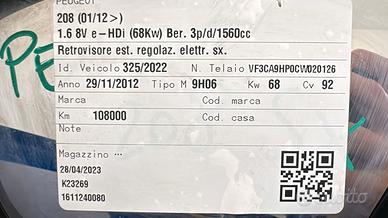 PEUGEOT
208 (01/12>)
1.6 8V e-HDi (68Kw) Ber. 3p/d/1560cc
Retrovisore est. regolaz. elettr. sx.
Id. Veicolo 325/2022 N. Telaio VF3CA9HP0CW020126
Anno 29/11/2012 Tipo M 9H06 Kw 68 Cv 92
Marca Cod. marca
Km 108000 Cod. casa
Note
Magazzino ...
28/04/2023
K23269
1611240080